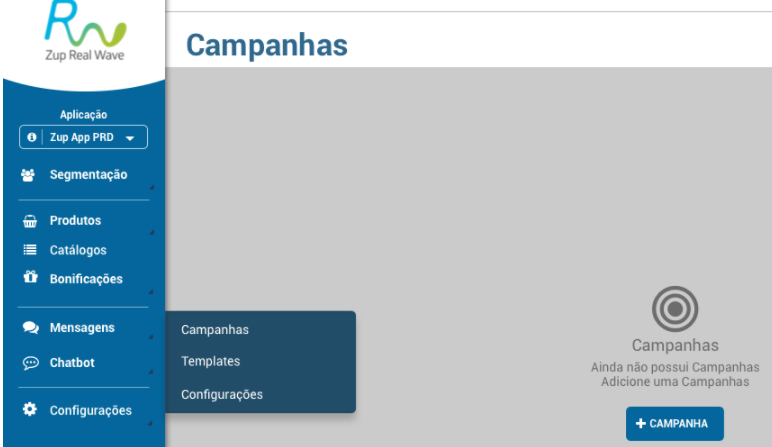 Zup Real Wave
Campanhas
Aplicação
Zup App PRD
Segmentação
Produtos
Catálogos
Bonificações
Mensagens
Chatbot
Configurações
Campanhas
Templates
Configurações
Campanhas
Ainda não possui Campanhas
Adicione uma Campanhas
+ CAMPANHA